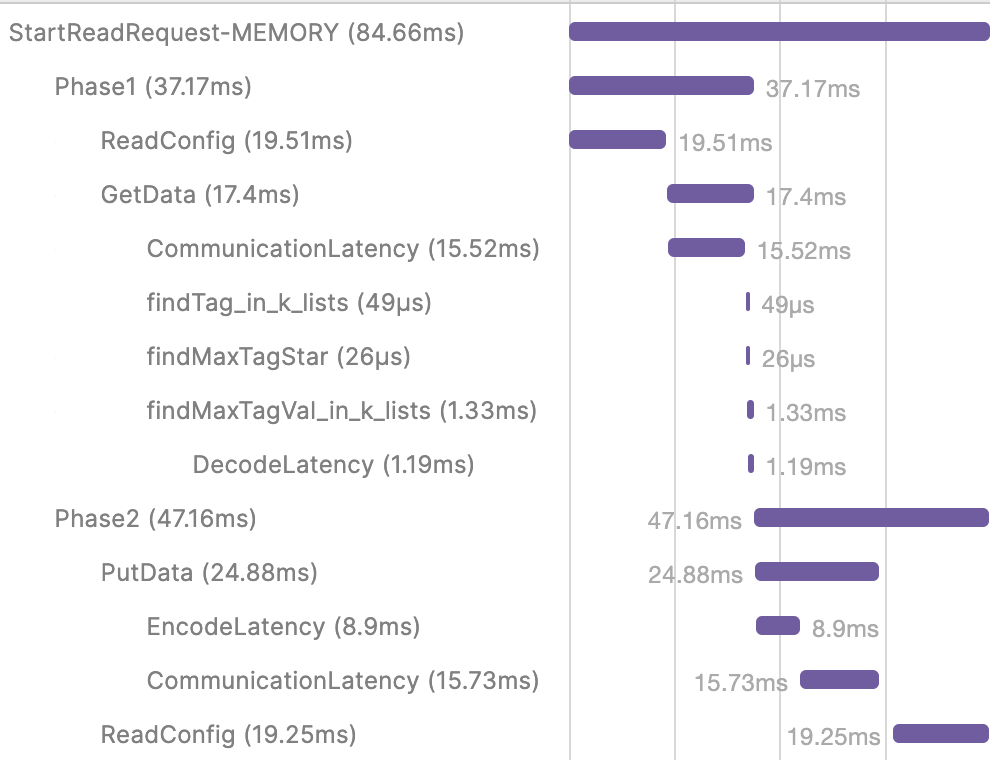 StartReadRequest-MEMORY (84.66ms)
Phase1 (37.17ms) 37.17ms
ReadConfig (19.51ms) 19.51ms
GetData (17.4ms) 17.4ms
CommunicationLatency (15.52ms) 15.52ms
findTag_in_k_lists (49µs) 49µs
findMaxTagStar (26µs) 26µs
findMaxTagVal_in_k_lists (1.33ms) 1.33ms
DecodeLatency (1.19ms) 1.19ms
Phase2 (47.16ms) 47.16ms
PutData (24.88ms) 24.88ms
EncodeLatency (8.9ms) 8.9ms
CommunicationLatency (15.73ms) 15.73ms
ReadConfig (19.25ms) 19.25ms